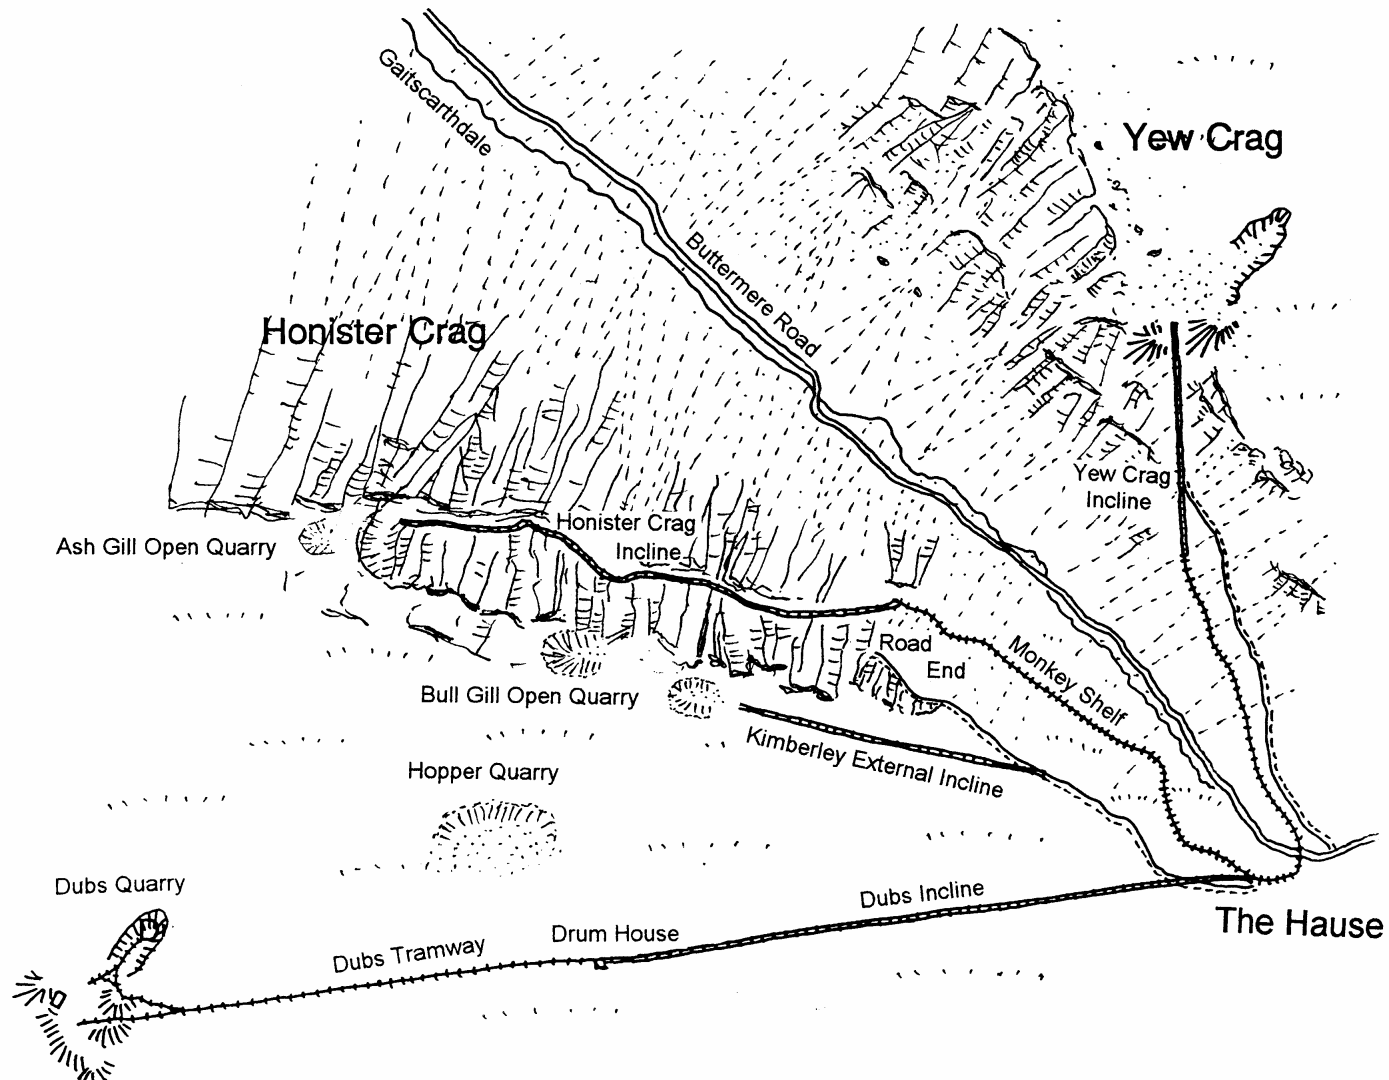 Gaitscarthdale
Yew Crag
Buttermere Road
Honister Crag
Yew Crag
Incline
Honister Crag
Incline
Ash Gill Open Quarry
Road
End
Monkey Shelf
Bull Gill Open Quarry
Kimberley External Incline
Hopper Quarry
Dubs Quarry
Dubs Incline
The Hause
Drum House
Dubs Tramway